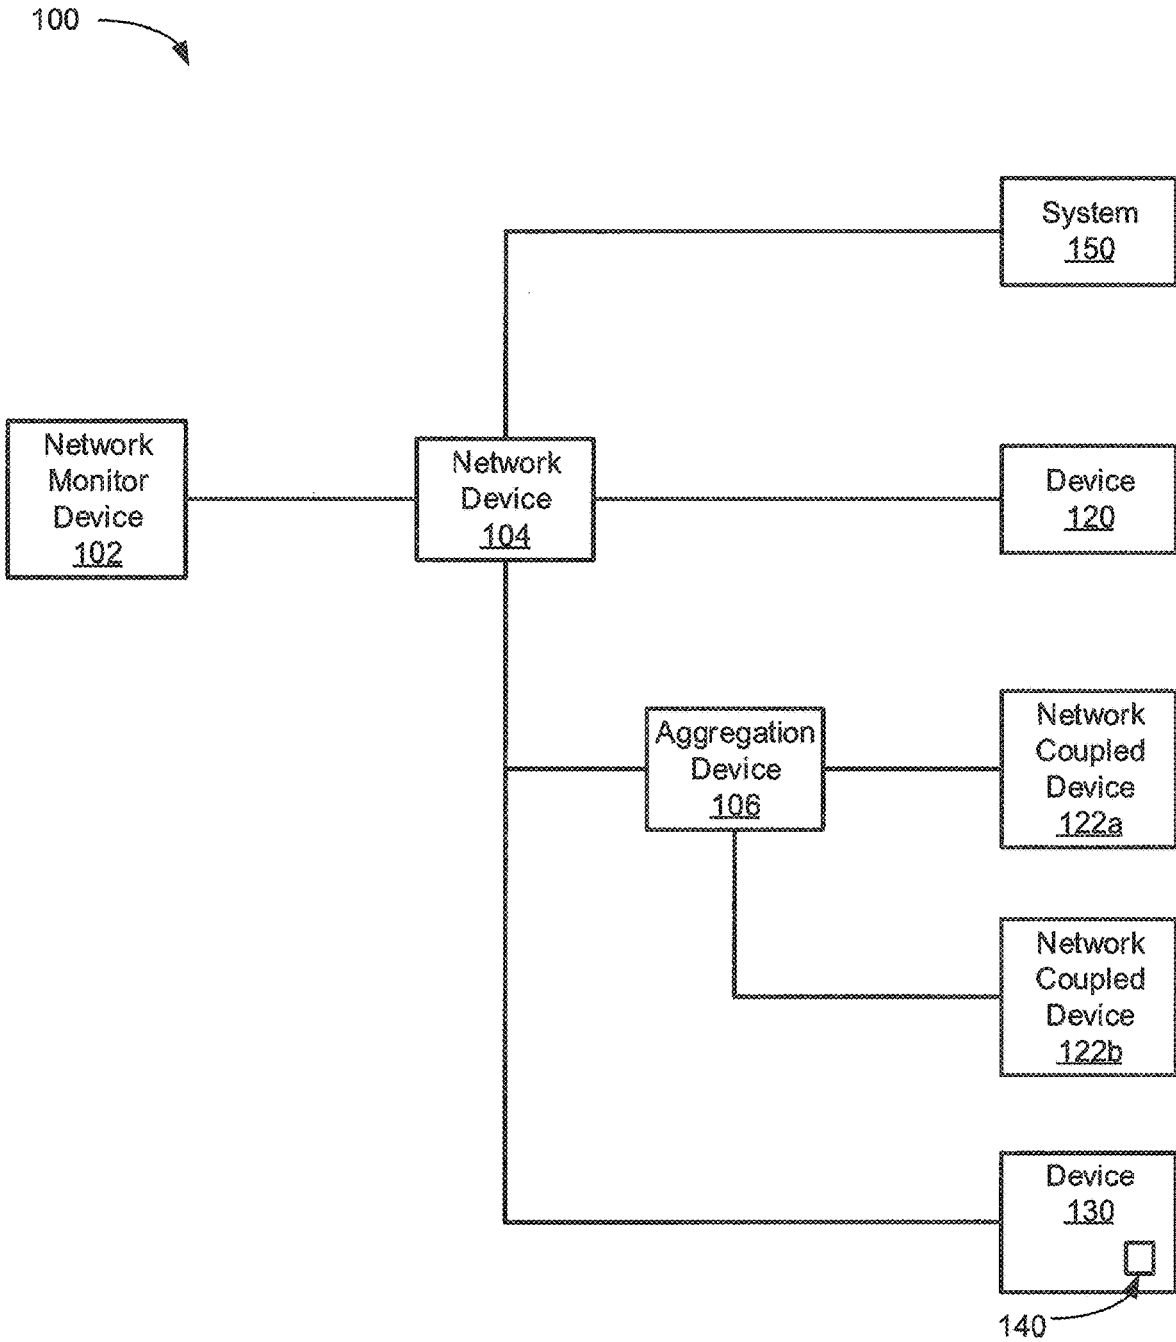 100
System
150
Network
Monitor
Device
102
Network
Device
104
Device
120
Aggregation
Device
106
Network
Coupled
Device
122a
Network
Coupled
Device
122b
Device
130
140